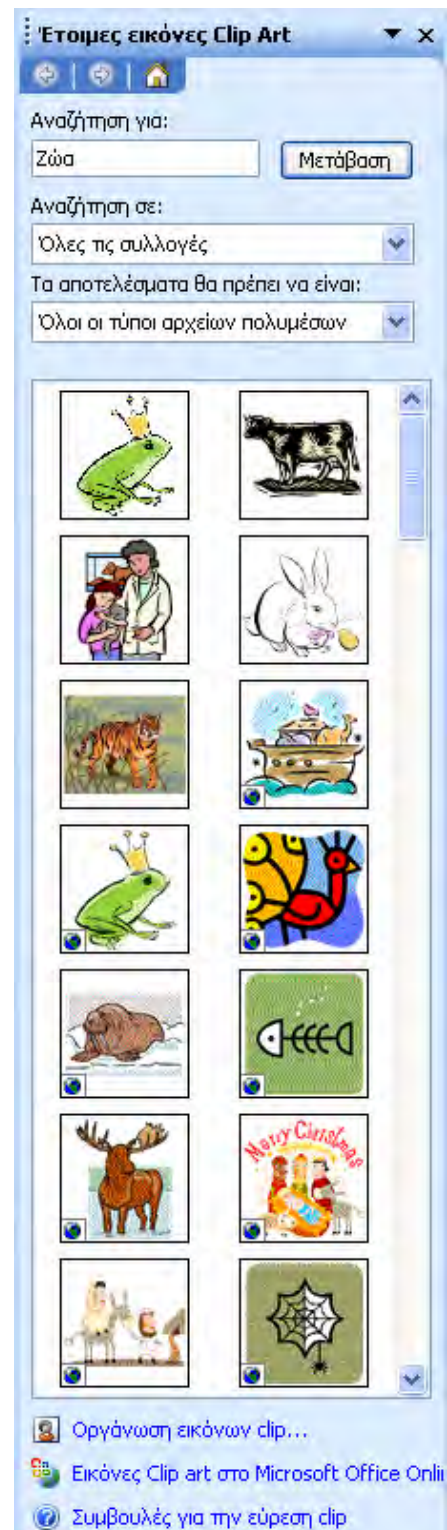 Έτοιμες εικόνες Clip Art
Αναζήτηση για:
Ζώα
Μετάβαση
Αναζήτηση σε:
Όλες τις συλλογές
Τα αποτελέσματα θα πρέπει να είναι:
Όλοι οι τύποι αρχείων πολυμέσων
Merry Christmas
Οργάνωση εικόνων clip...
Εικόνες Clip art στο Microsoft Office Onli
Συμβουλές για την εύρεση clip